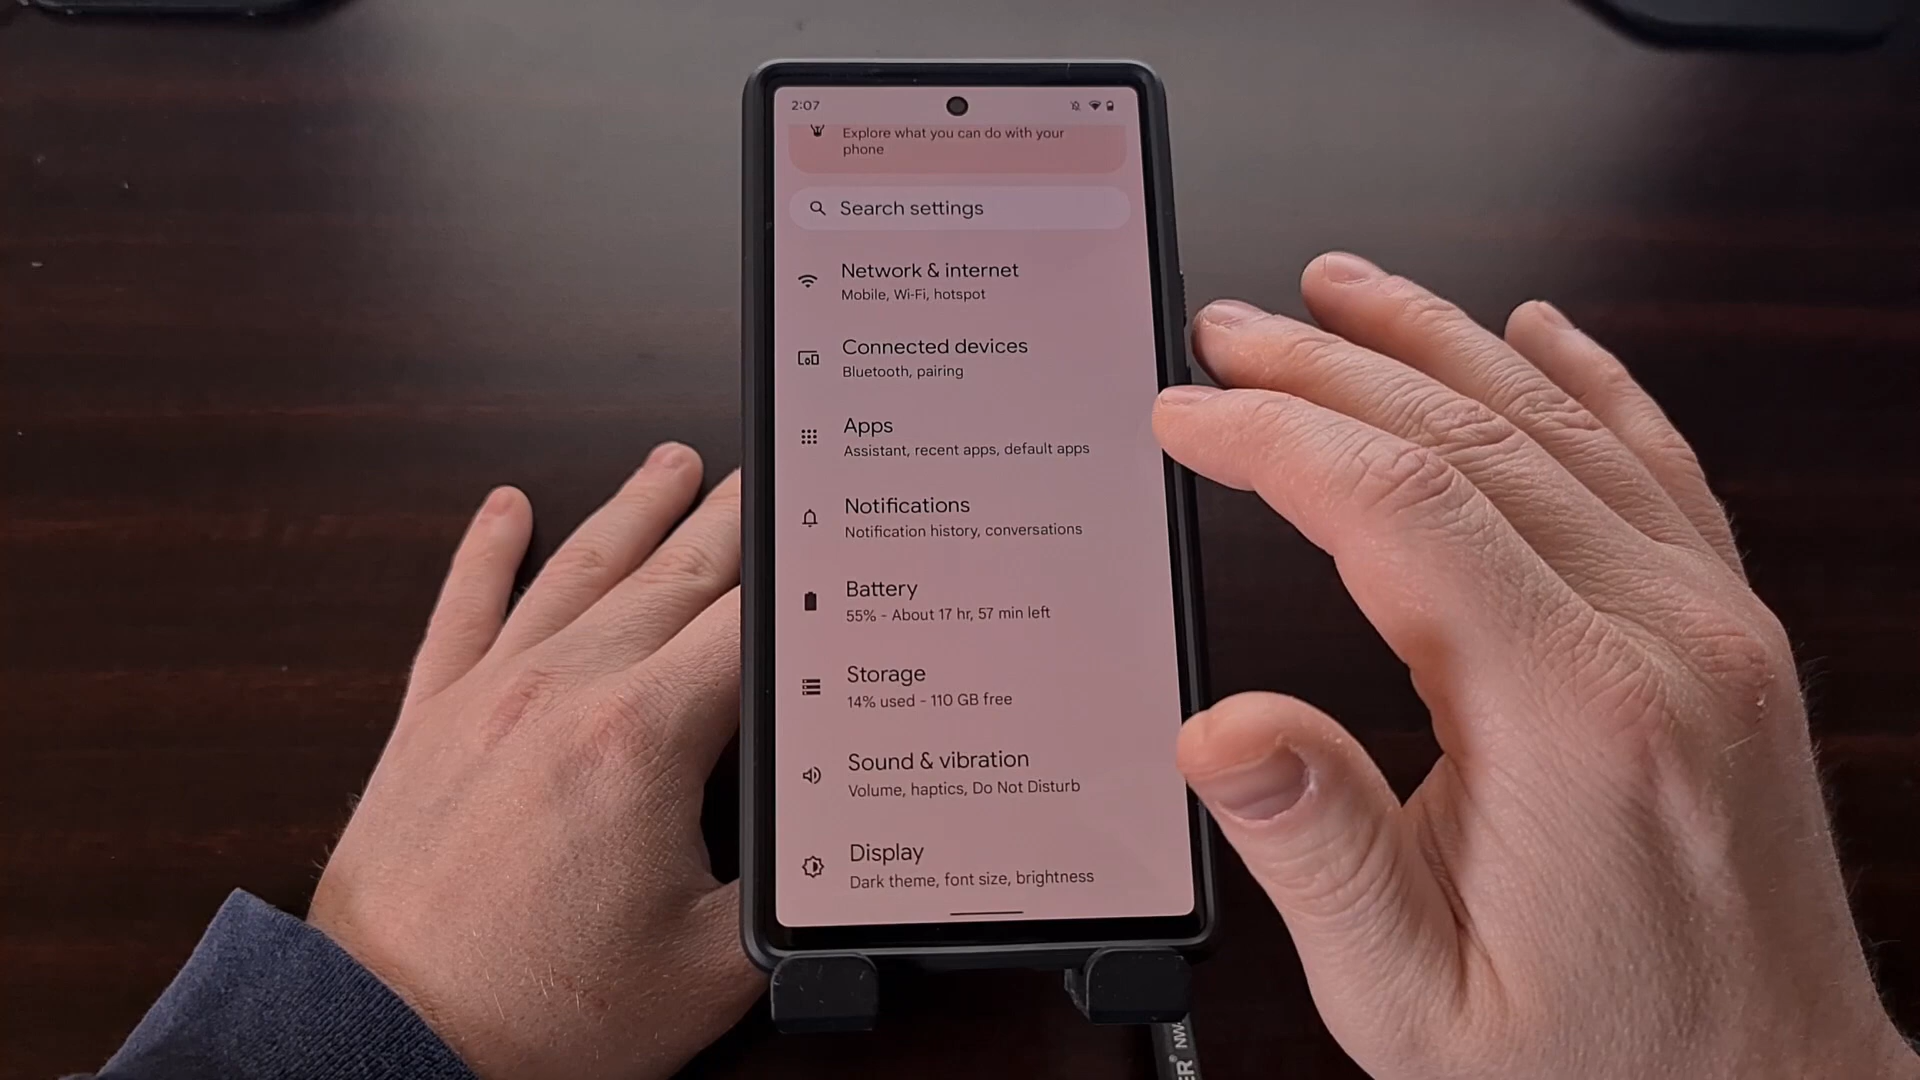 2:07
Explore what you can do with your
phone
Search settings
Network & internet
Mobile, Wi-Fi, hotspot
Connected devices
Bluetooth, pairing
Apps
Assistant, recent apps, default apps
Notifications
Notification history, conversations
Battery
55% - About 17 hr, 57 min left
Storage
14% used - 110 GB free
Sound & vibration
Volume, haptics, Do Not Disturb
Display
Dark theme, font size, brightness